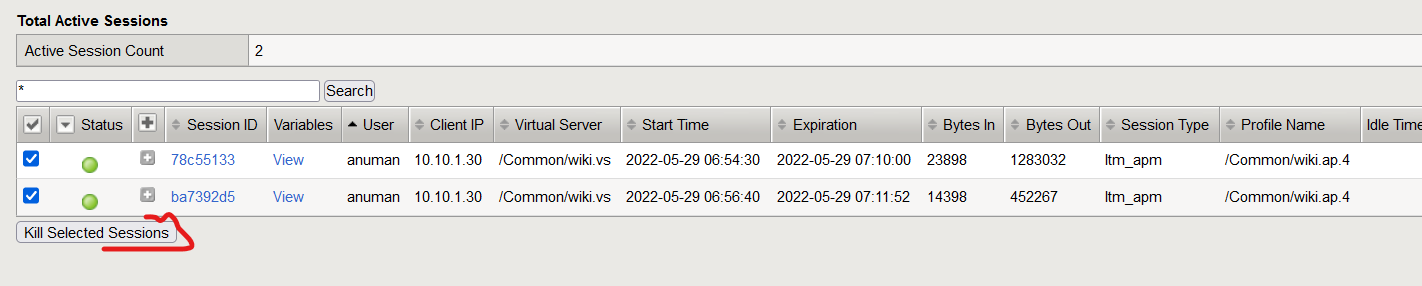 Total Active Sessions
Active Session Count 2
* Search
Status Session ID Variables User Client IP Virtual Server Start Time Expiration Bytes In Bytes Out Session Type Profile Name Idle Time
78c55133 View anuman 10.10.1.30 /Common/wiki.vs 2022-05-29 06:54:30 2022-05-29 07:10:00 23898 1283032 ltm_apm /Common/wiki.ap.4
ba7392d5 View anuman 10.10.1.30 /Common/wiki.vs 2022-05-29 06:56:40 2022-05-29 07:11:52 14398 452267 ltm_apm /Common/wiki.ap.4
Kill Selected Sessions